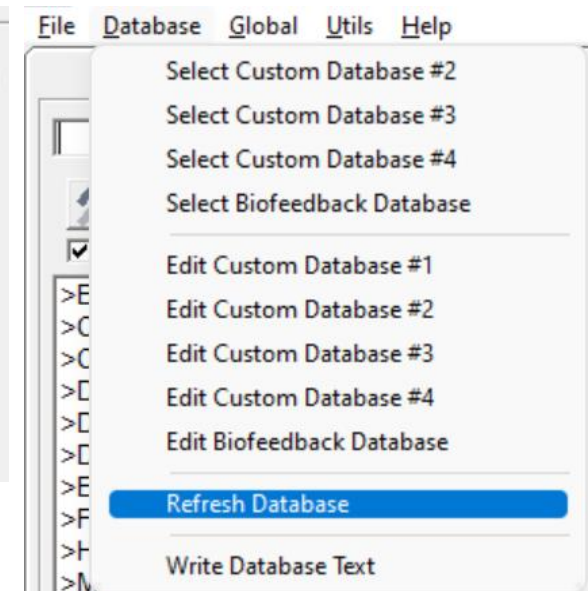 File Database Global Utils Help
Select Custom Database #2
Select Custom Database #3
Select Custom Database #4
Select Biofeedback Database
Edit Custom Database #1
Edit Custom Database #2
Edit Custom Database #3
Edit Custom Database #4
Edit Biofeedback Database
Refresh Database
Write Database Text
>E
>C
>C
>D
>D
>D
>E
>F
>H
>M